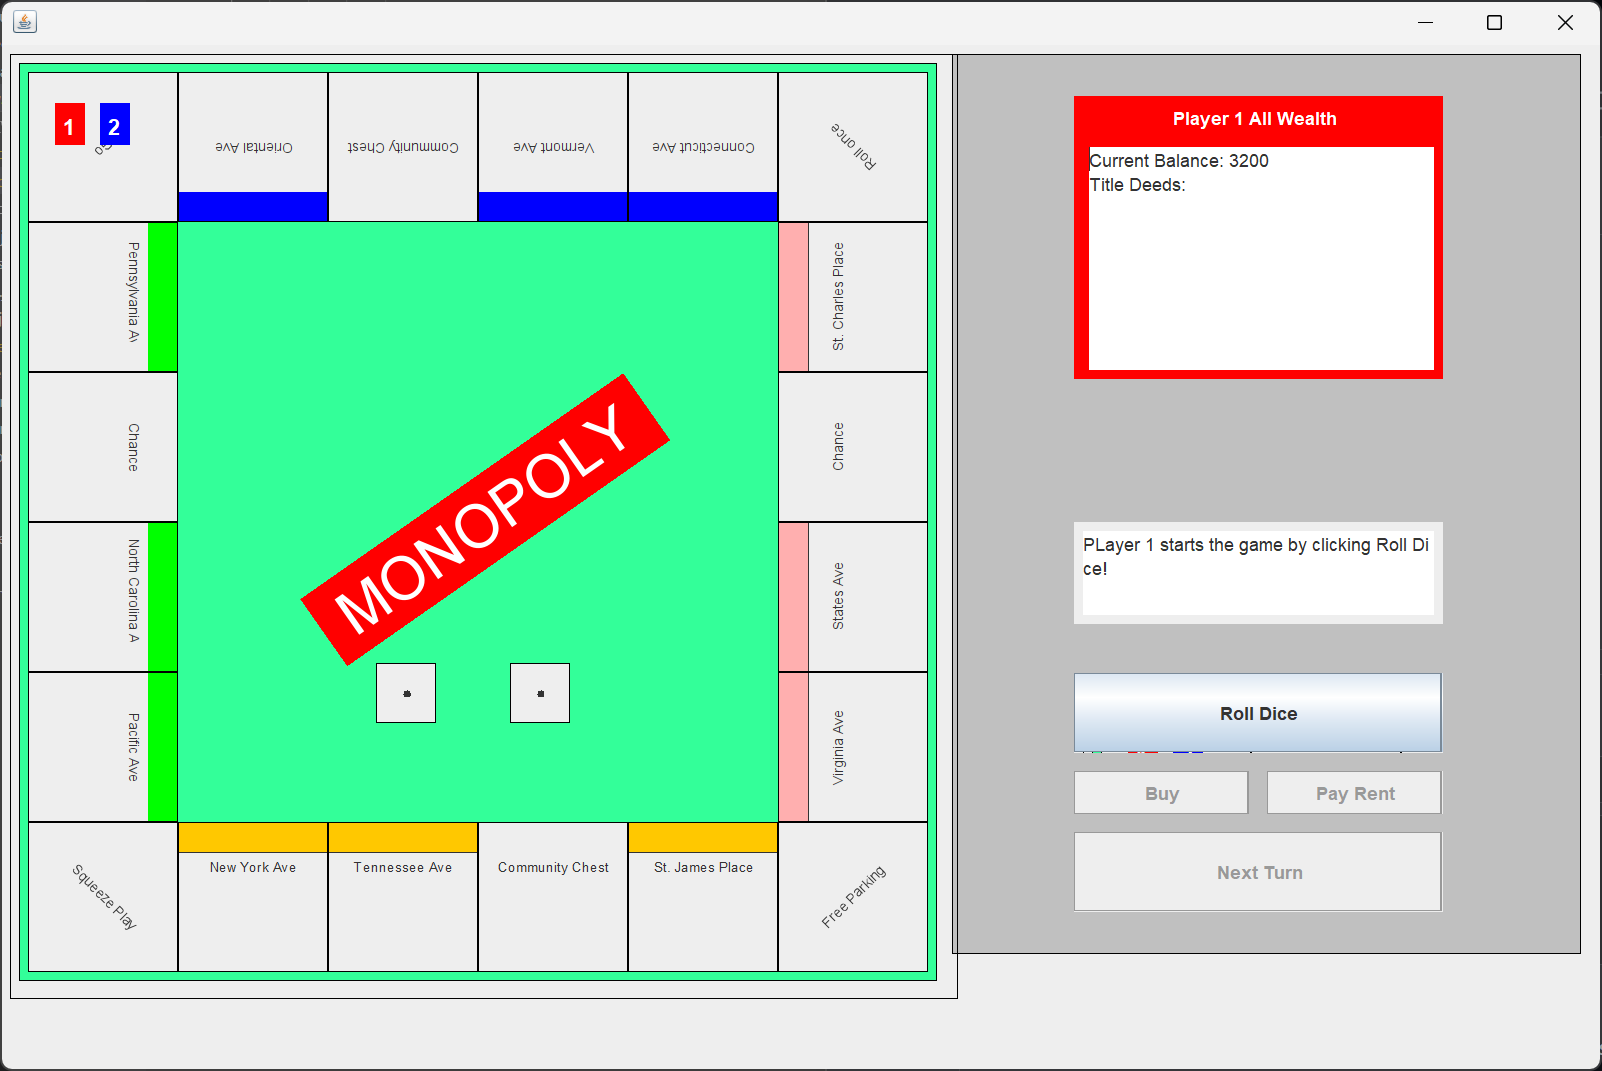 1 2
Oriental Ave
Community Chest
Vermont Ave
Connecticut Ave
Roll once
Pennsylvania A
St. Charles Place
Chance
Chance
North Carolina A
States Ave
Pacific Ave
Virginia Ave
MONOPOLY
Squeeze Play
New York Ave
Tennessee Ave
Community Chest
St. James Place
Free Parking
Player 1 All Wealth
Current Balance: 3200
Title Deeds:
PLayer 1 starts the game by clicking Roll Di
ce!
Roll Dice
Buy
Pay Rent
Next Turn